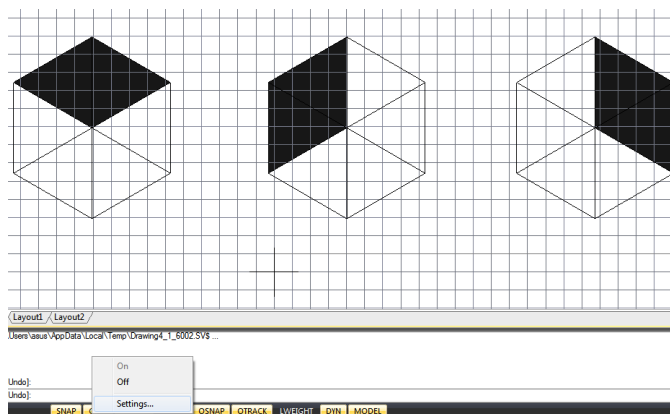 Layout1 Layout2
.Users\asus\AppData\Local\Temp\Drawing4_1_6002.SV$ ...
On
Off
Undo]:
Undo]:
Settings...
SNAP OSNAP OTRACK LWEIGHT DYN MODEL